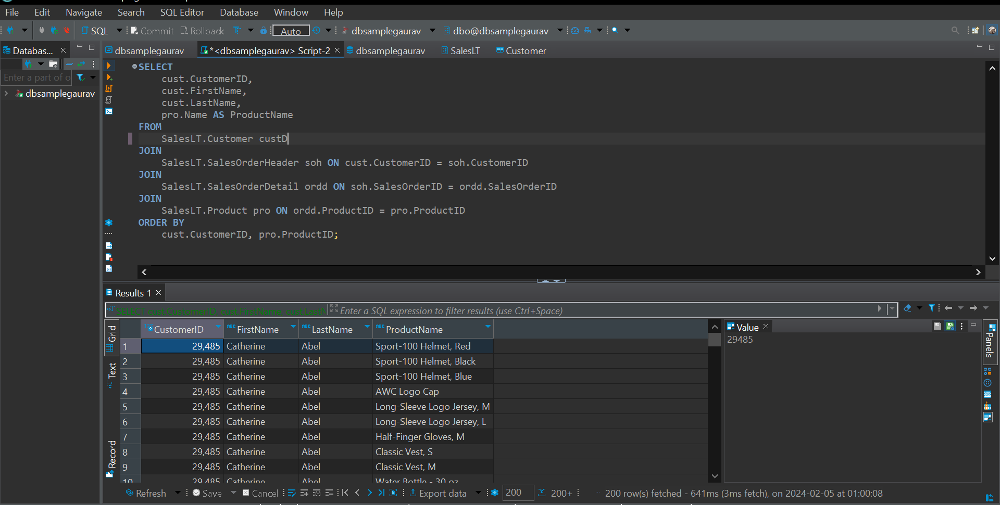 File Edit Navigate Search SQL Editor Database Window Help
SQL Commit Rollback Auto dbsamplegaurav dbo@dbsamplegaurav
Databas...
dbsamplegaurav *<dbsamplegaurav> Script-2 dbsamplegaurav SalesLT Customer
Enter a part of o
dbsamplegaurav
SELECT
cust.CustomerID,
cust.FirstName,
cust.LastName,
pro.Name AS ProductName
FROM
SalesLT.Customer custD
JOIN
SalesLT.SalesOrderHeader soh ON cust.CustomerID = soh.CustomerID
JOIN
SalesLT.SalesOrderDetail ordd ON soh.SalesOrderID = ordd.SalesOrderID
JOIN
SalesLT.Product pro ON ordd.ProductID = pro.ProductID
ORDER BY
cust.CustomerID, pro.ProductID;
Results 1
SELECT cust.CustomerID, cust.FirstName, cust.LastN
Enter a SQL expression to filter results (use Ctrl+Space)
Grid
Text
Record
CustomerID ABC FirstName ABC LastName ABC ProductName
1 29,485 Catherine Abel Sport-100 Helmet, Red
2 29,485 Catherine Abel Sport-100 Helmet, Black
3 29,485 Catherine Abel Sport-100 Helmet, Blue
4 29,485 Catherine Abel AWC Logo Cap
5 29,485 Catherine Abel Long-Sleeve Logo Jersey, M
6 29,485 Catherine Abel Long-Sleeve Logo Jersey, L
7 29,485 Catherine Abel Half-Finger Gloves, M
8 29,485 Catherine Abel Classic Vest, S
9 29,485 Catherine Abel Classic Vest, M
10 29,485 Catherine Abel Water Bottle - 30 oz.
Value
29485
Panels
Refresh Save Cancel Export data 200 200+ 200 row(s) fetched - 641ms (3ms fetch), on 2024-02-05 at 01:00:08